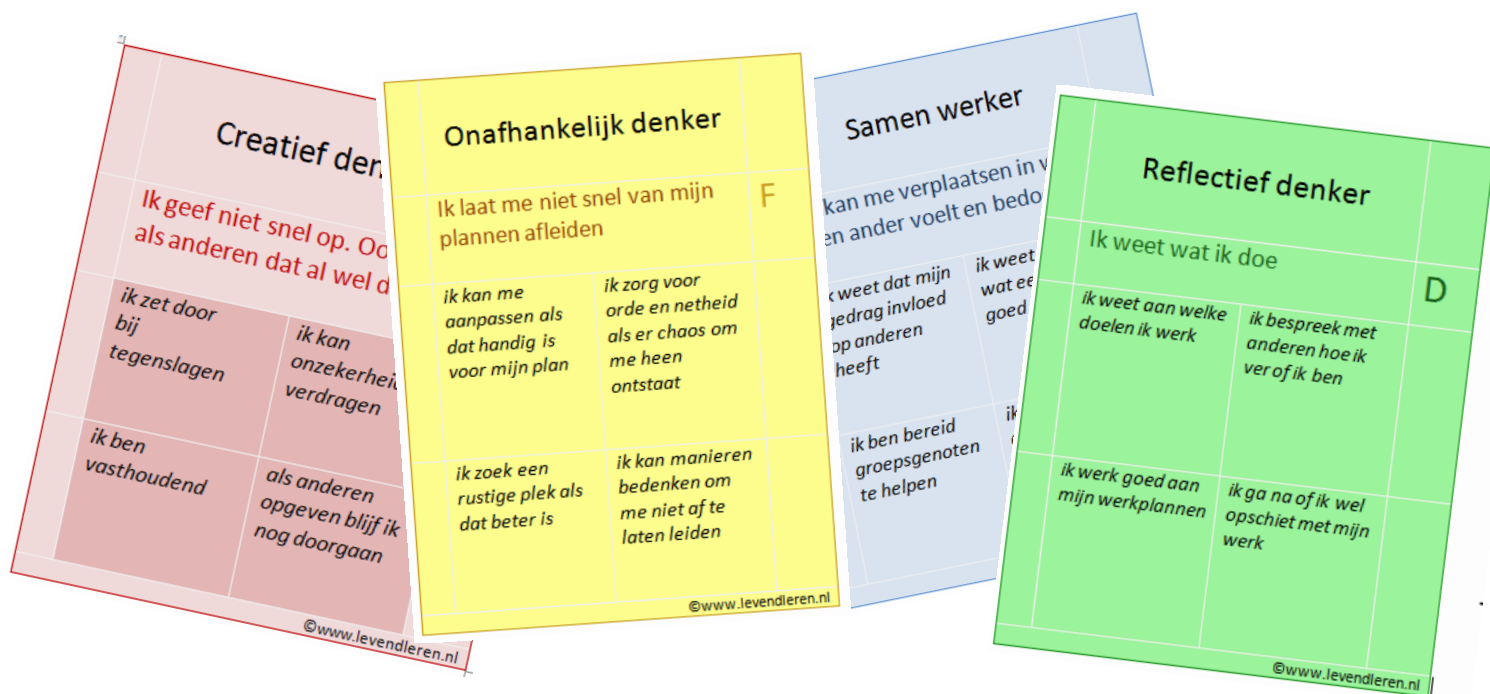 Creatief den
Ik geef niet snel op. Oo
als anderen dat al wel d
ik zet door
bij
tegenslagen
ik kan
onzekerhei
verdragen
ik ben
vasthoudend
als anderen
opgeven blijf ik
nog doorgaan
©www.levendleren.nl
Onafhankelijk denker
Ik laat me niet snel van mijn
plannen afleiden
F
ik kan me
aanpassen als
dat handig is
voor mijn plan
ik zorg voor
orde en netheid
als er chaos om
me heen
ontstaat
ik zoek een
rustige plek als
dat beter is
ik kan manieren
bedenken om
me niet af te
laten leiden
©www.levendleren.nl
Samen werker
kan me verplaatsen in w
en ander voelt en bedo
k weet dat mijn
gedrag invloed
op anderen
heeft
ik weet
wat ee
goed
ik ben bereid
groepsgenoten
te helpen
ik
Reflectief denker
Ik weet wat ik doe
D
ik weet aan welke
doelen ik werk
ik bespreek met
anderen hoe ik
ver of ik ben
ik werk goed aan
mijn werkplannen
ik ga na of ik wel
opschiet met mijn
werk
©www.levendleren.nl